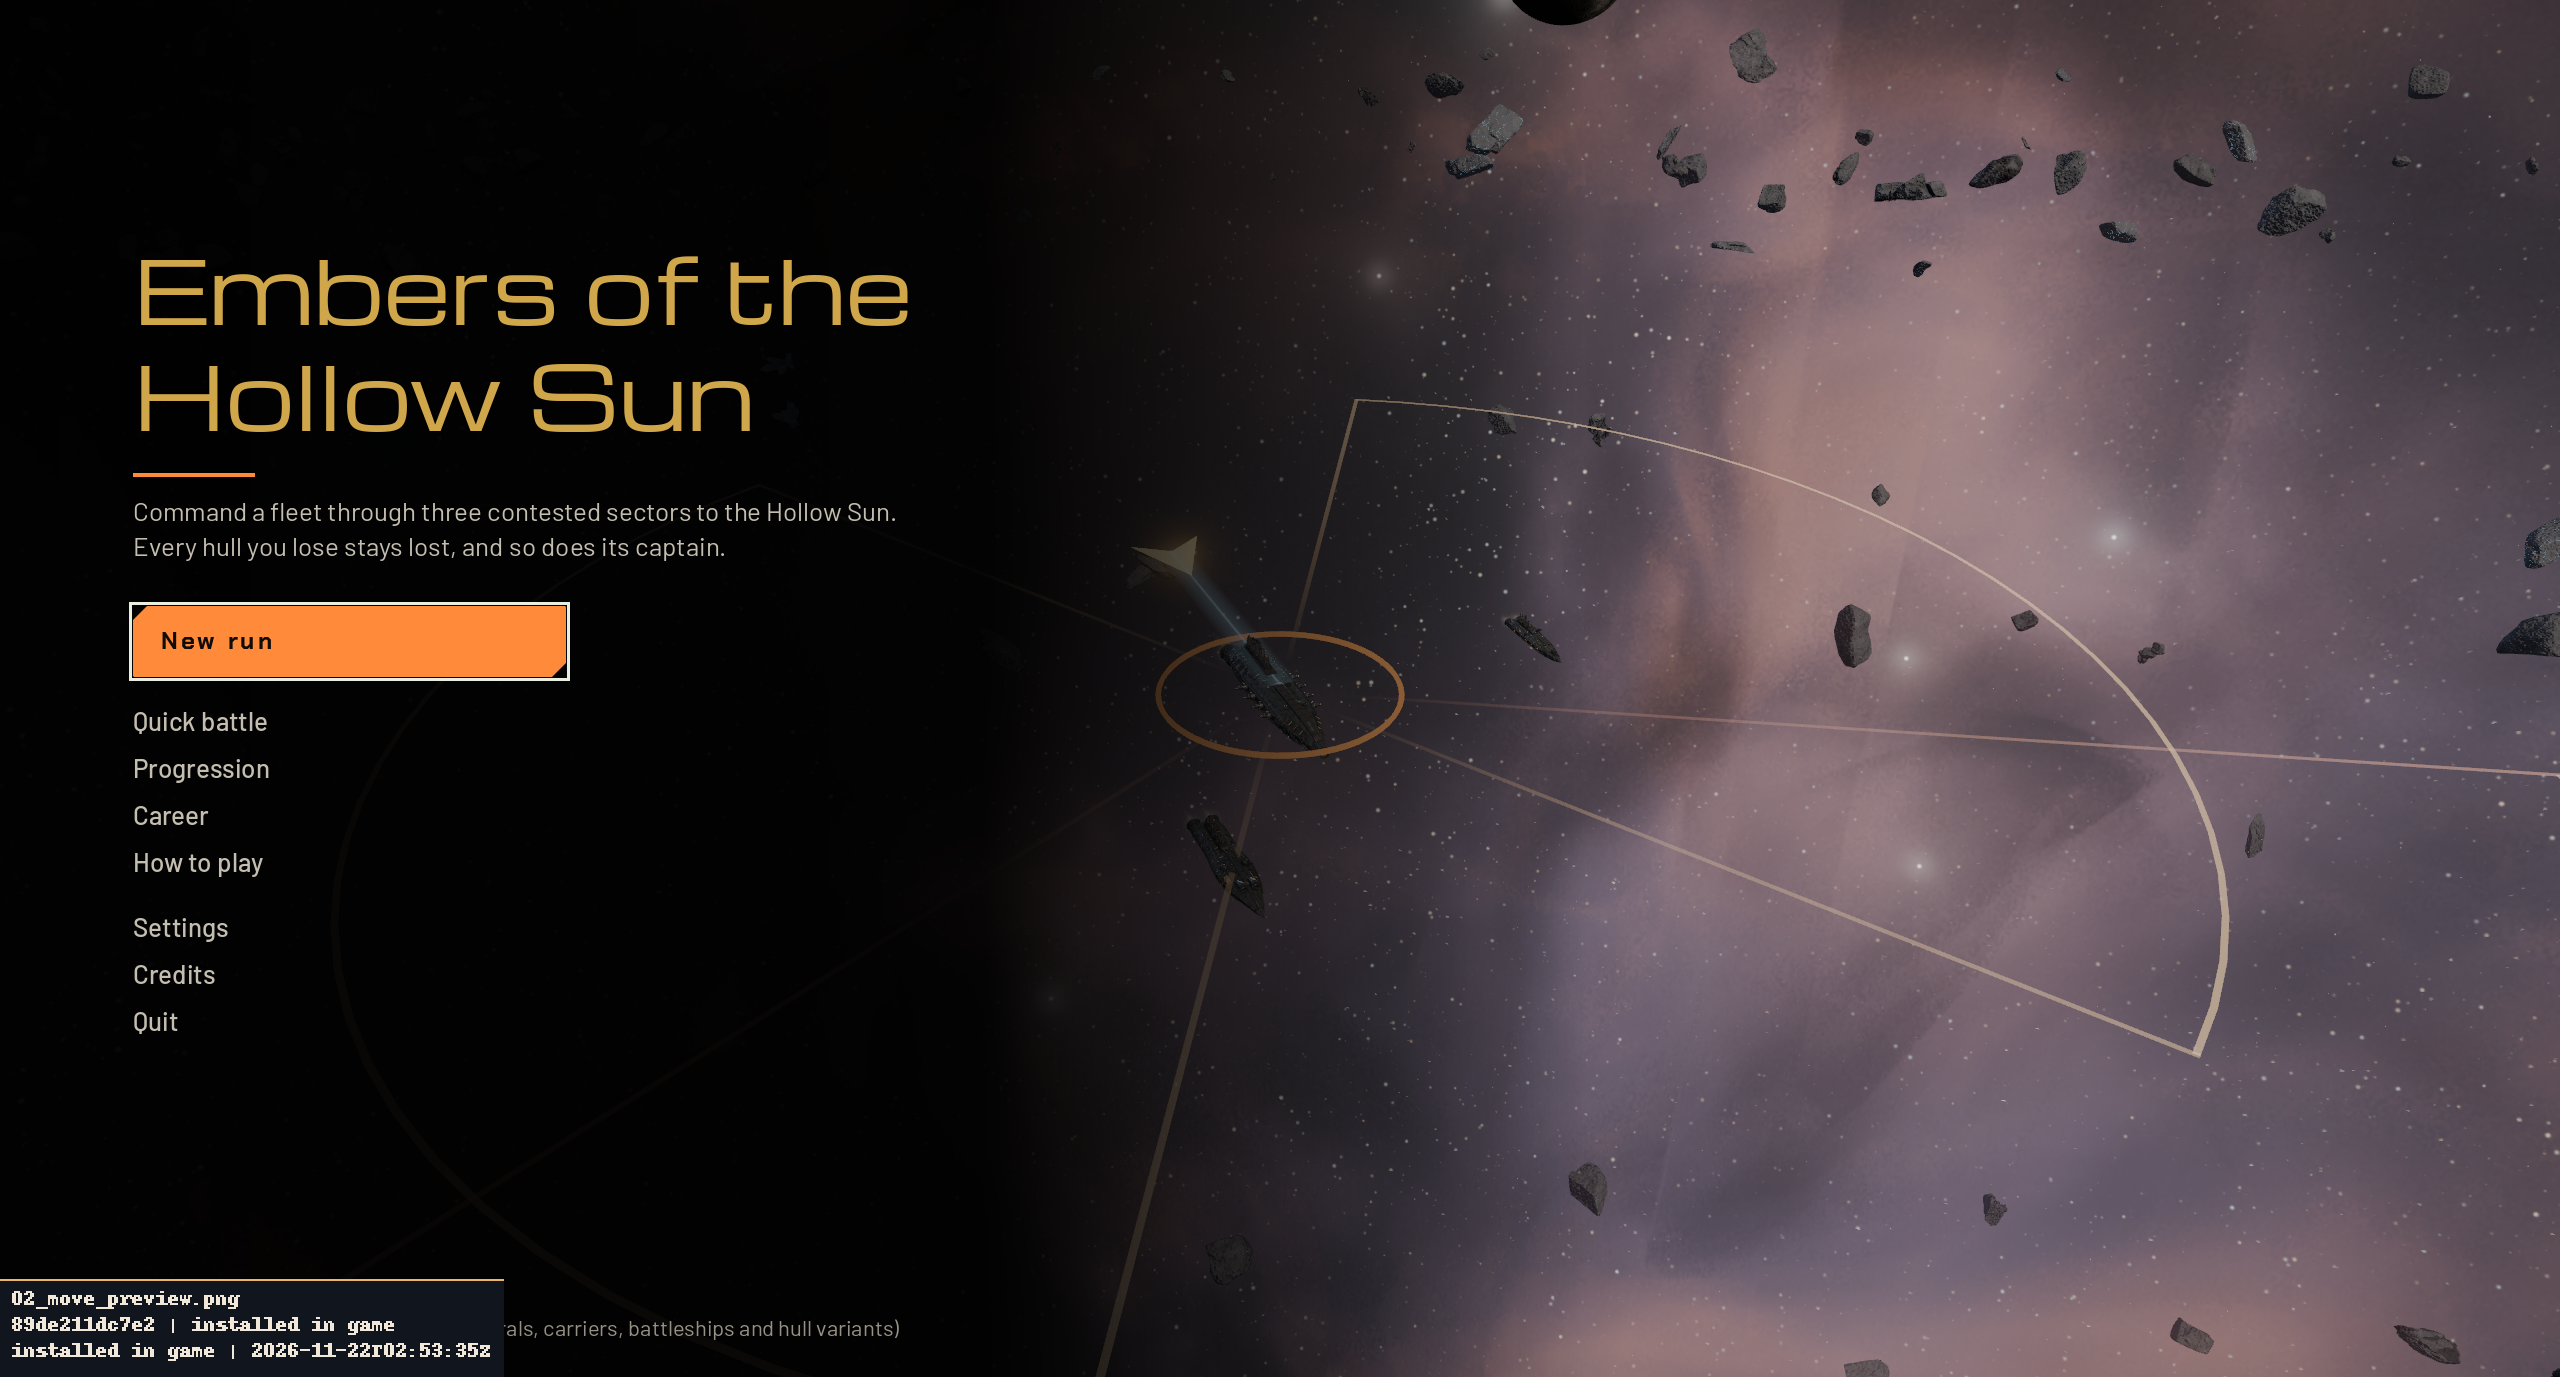 Embers of the
Hollow Sun
Command a fleet through three contested sectors to the Hollow Sun.
Every hull you lose stays lost, and so does its captain.
New run
Quick battle
Progression
Career
How to play
Settings
Credits
Quit
carriers, battleships and hull variants)
02_move_preview.png
89de211dc7e2 | installed in game
installed in game | 2026-11-22T02:53:35Z